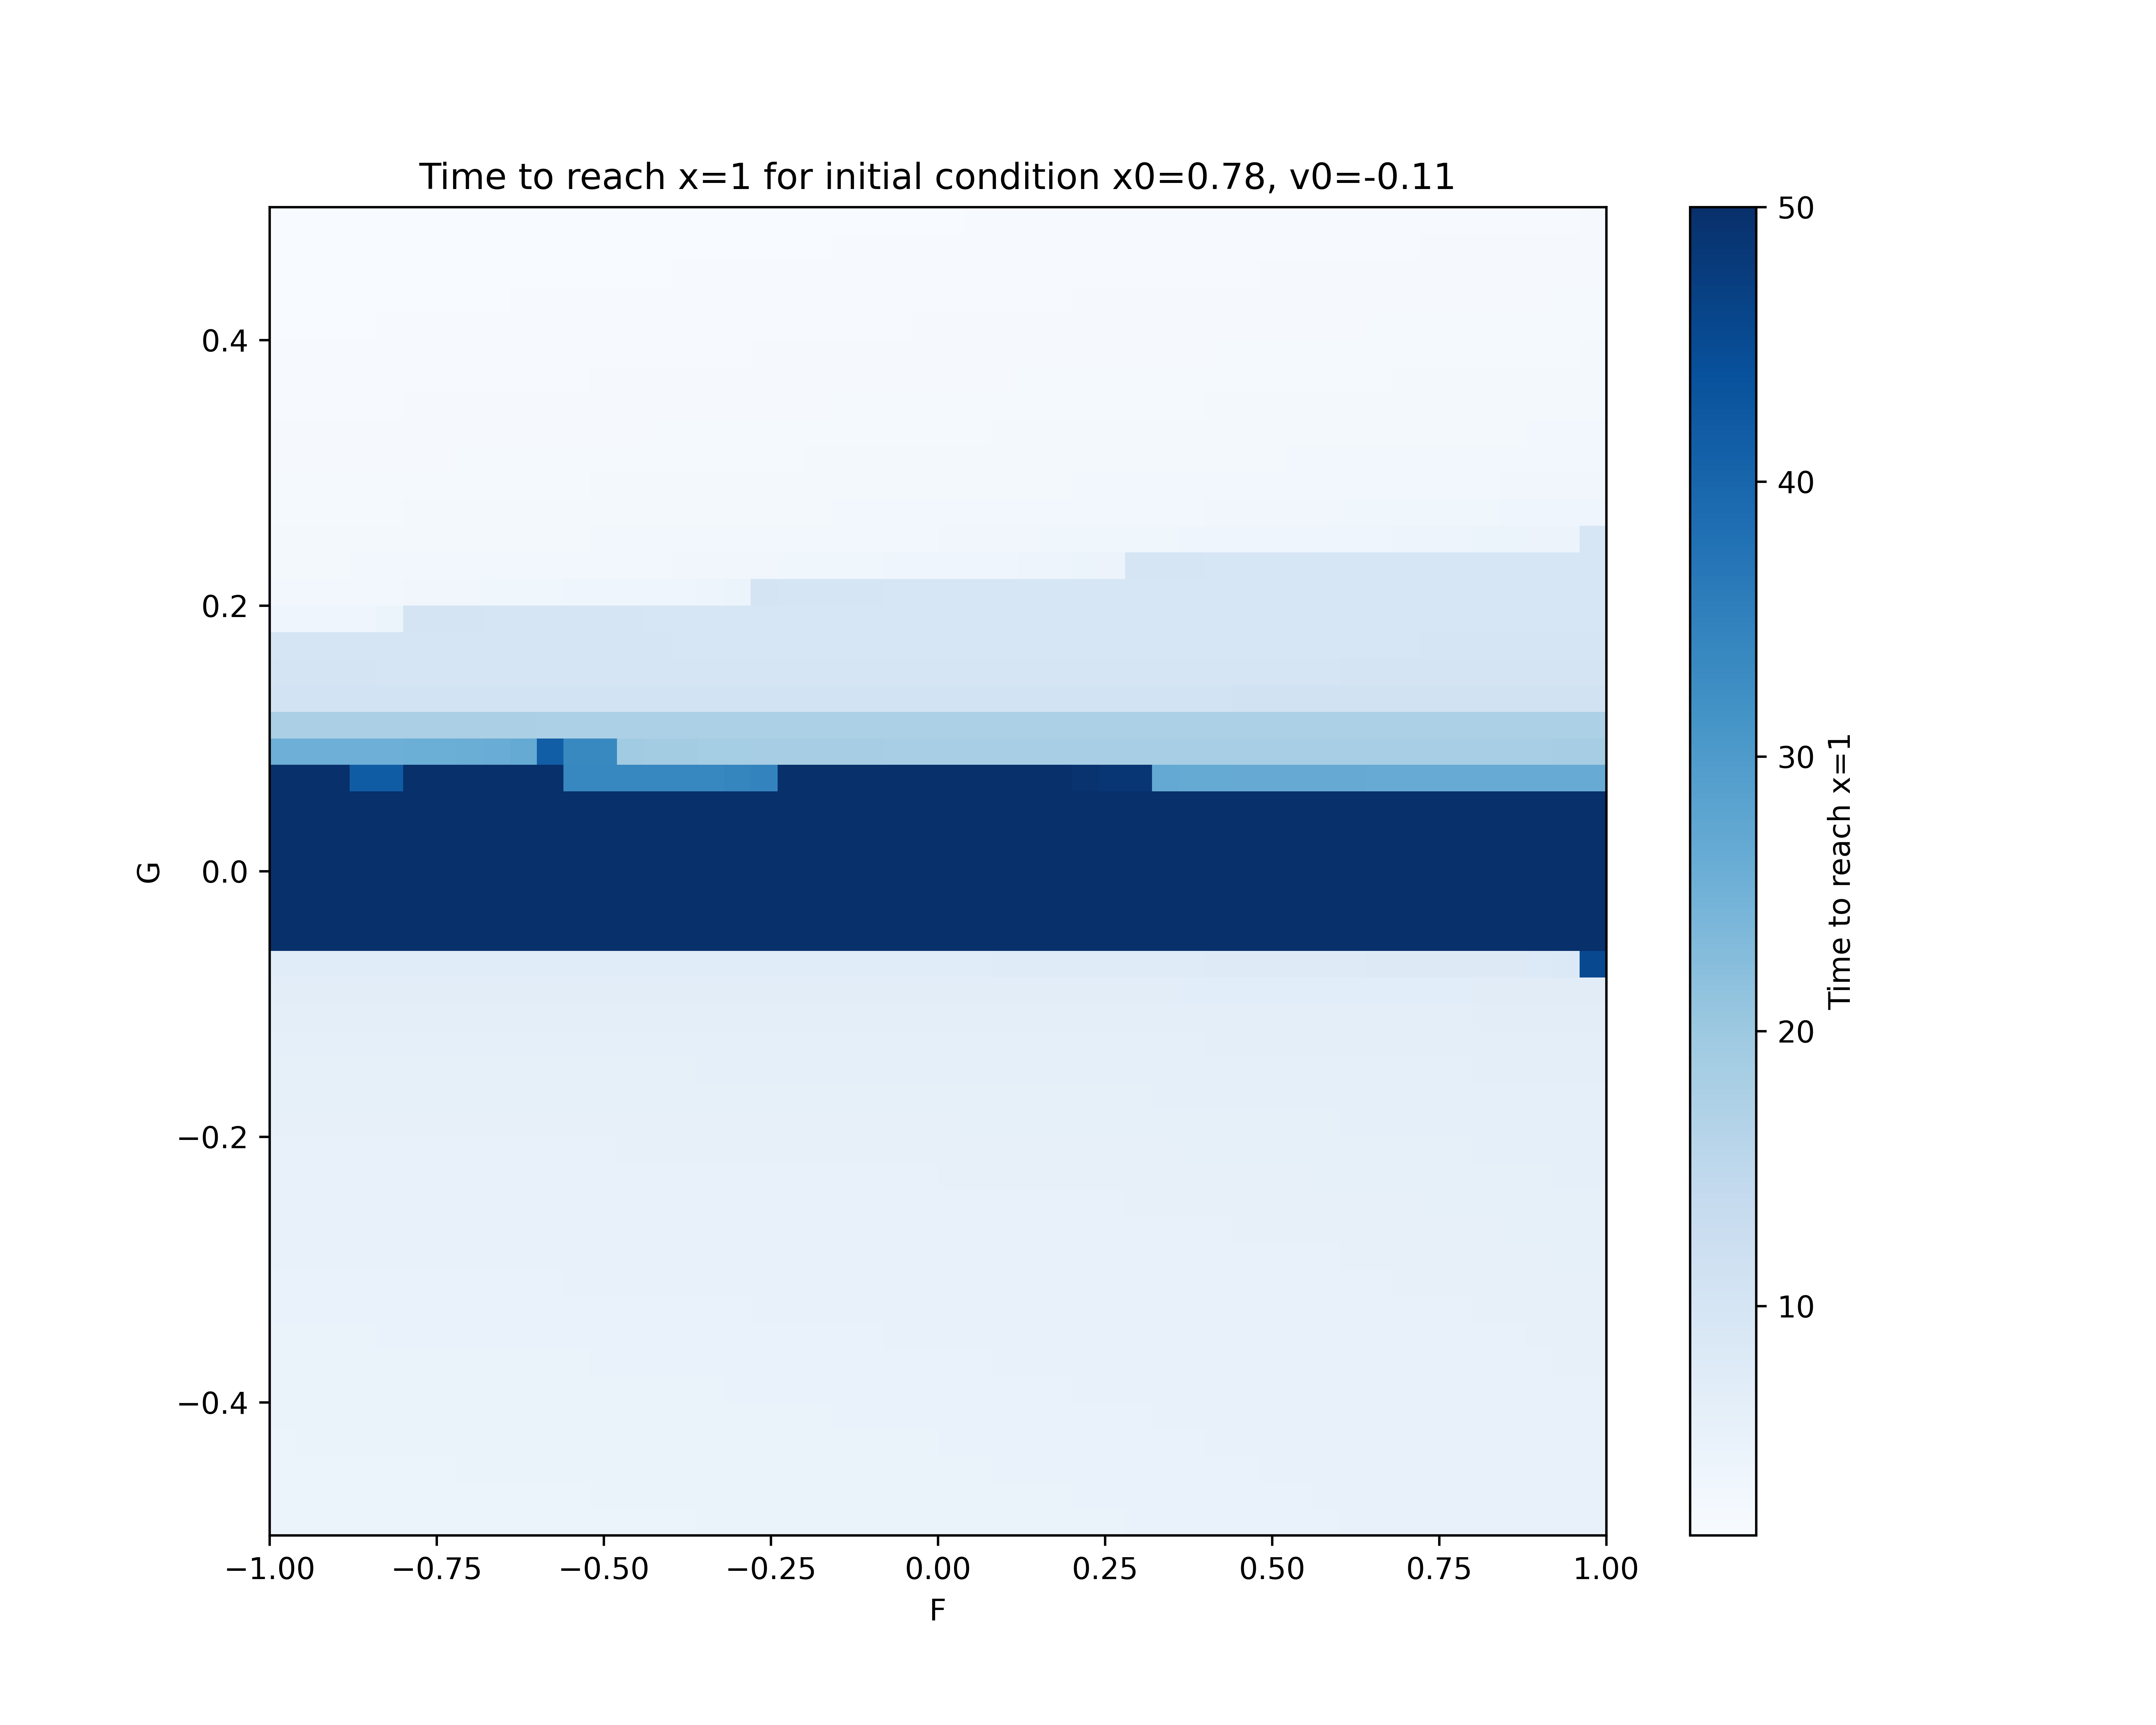 Time to reach x=1 for initial condition x0=0.78, v0=-0.11
0.4
0.2
0.0
−0.2
−0.4
G
−1.00 −0.75 −0.50 −0.25 0.00 0.25 0.50 0.75 1.00
F
50
40
30
20
10
Time to reach x=1